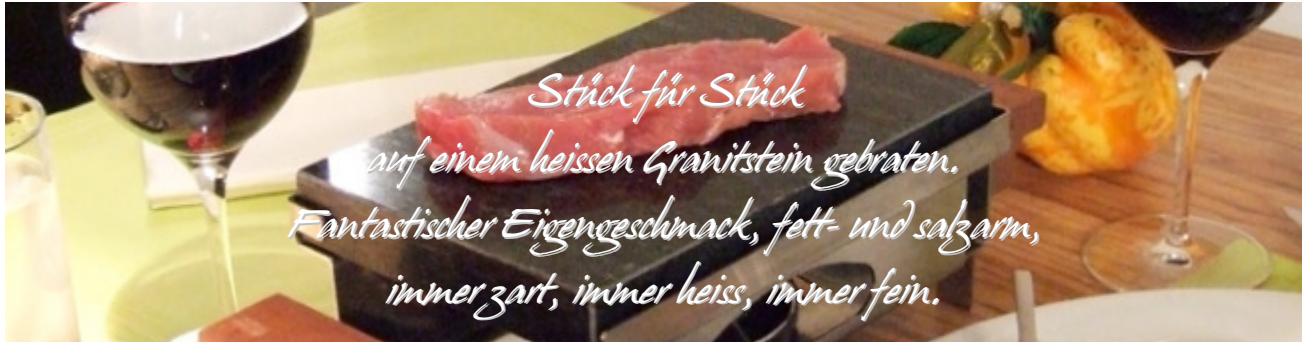 Stück für Stück
auf einem heissen Granitstein gebraten.
Fantastischer Eigengeschmack, fett- und salzarm,
immer zart, immer heiss, immer fein.